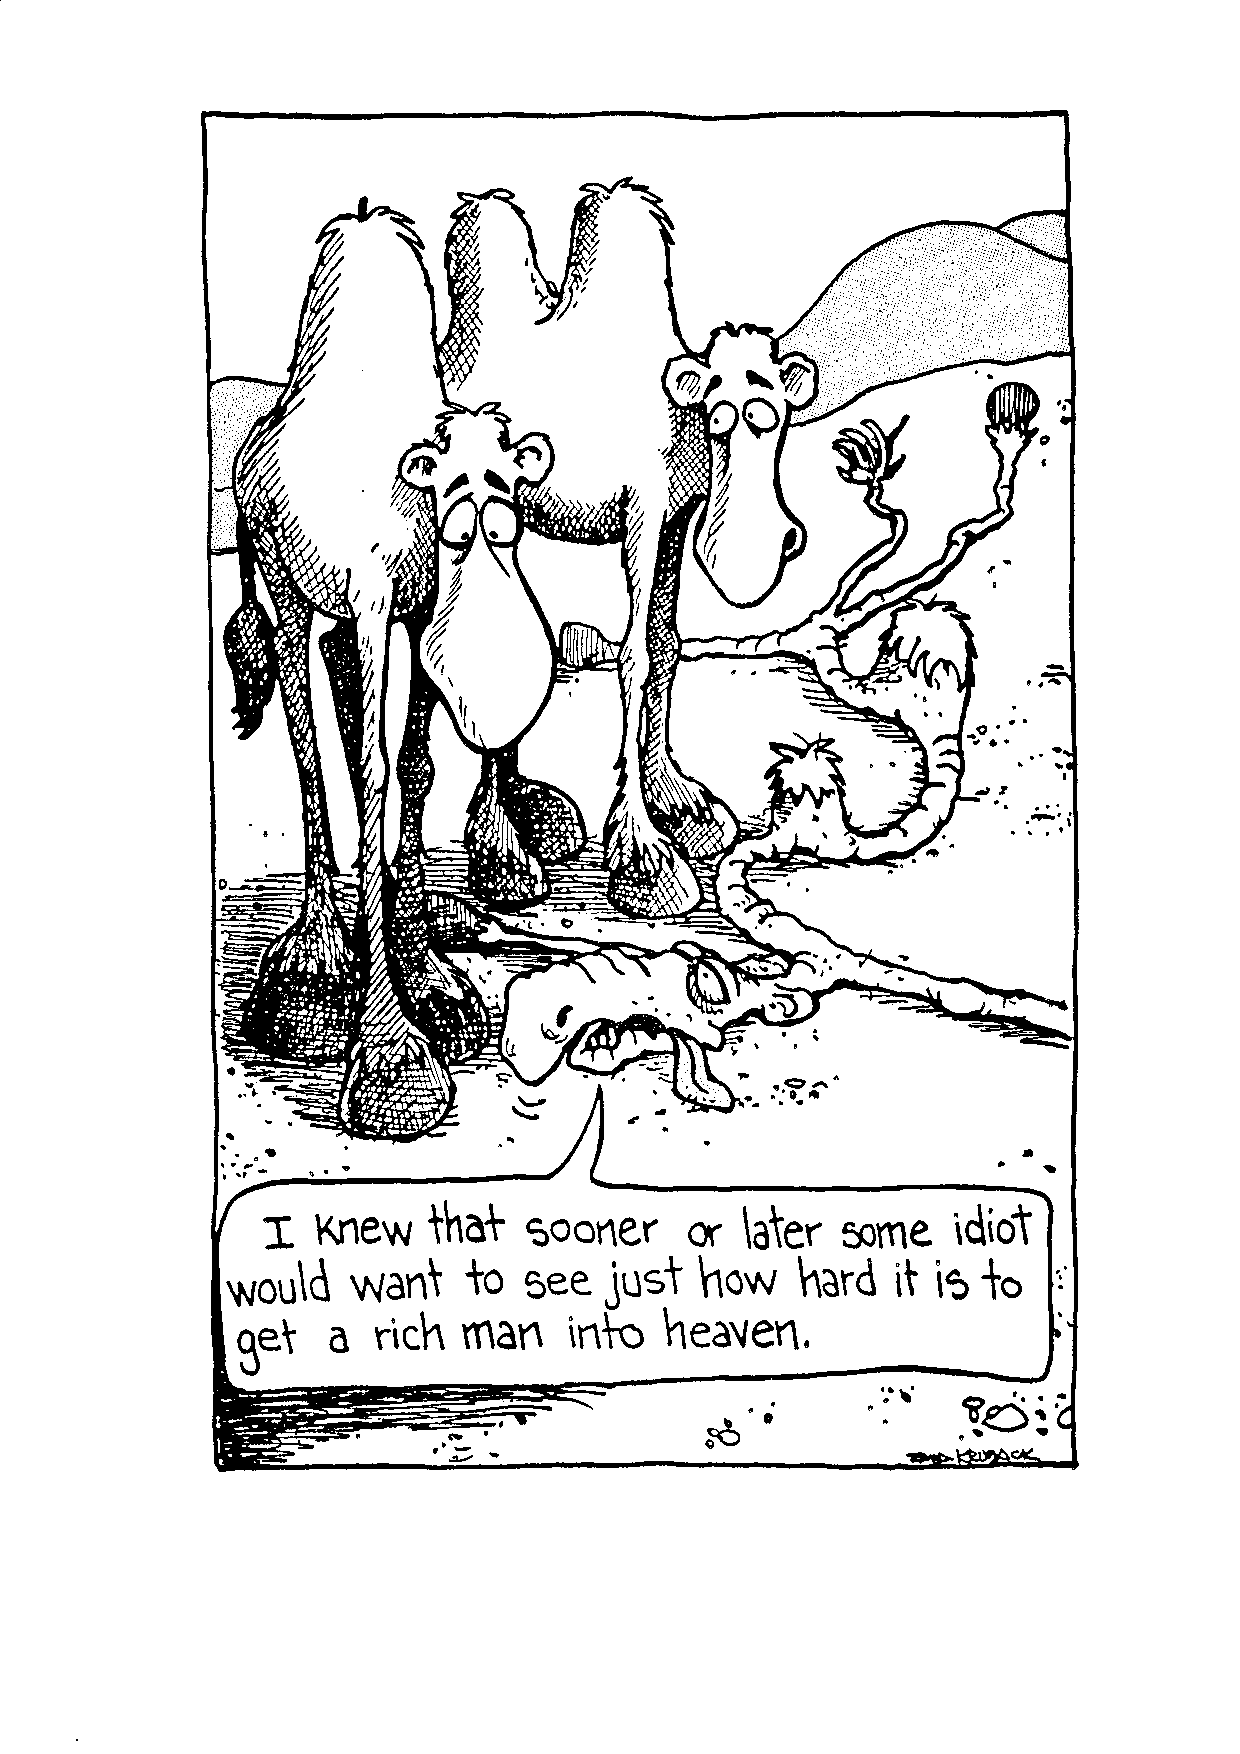 I knew that sooner or later some idiot
would want to see just how hard it is to
get a rich man into heaven.